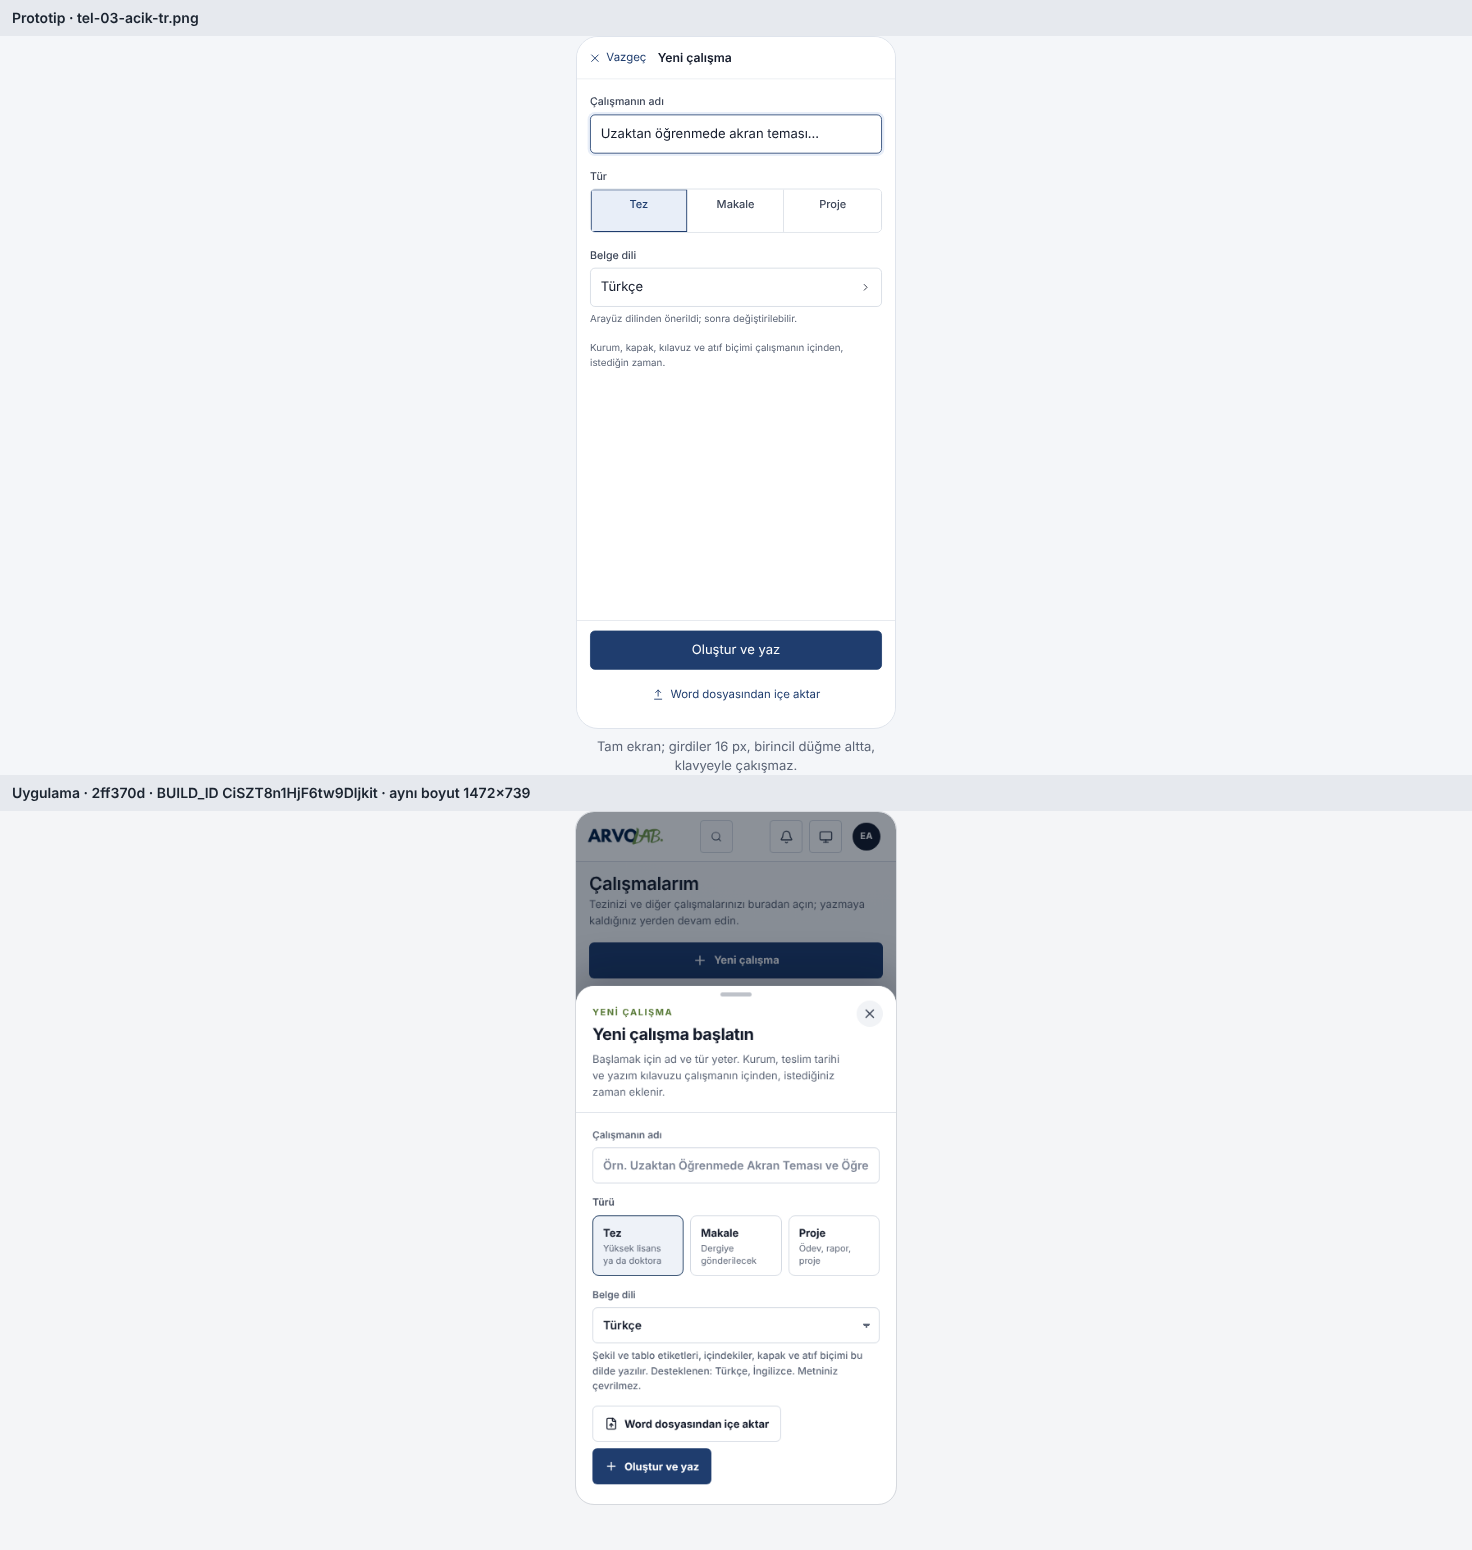 Prototip · tel-03-acik-tr.png
Vazgeç Yeni çalışma
Çalışmanın adı
Uzaktan öğrenmede akran teması...
Tür
Tez Makale Proje
Belge dili
Türkçe
Arayüz dilinden önerildi; sonra değiştirilebilir.
Kurum, kapak, kılavuz ve atıf biçimi çalışmanın içinden,
istediğin zaman.
Oluştur ve yaz
Word dosyasından içe aktar
Tam ekran; girdiler 16 px, birincil düğme altta,
klavyeyle çakışmaz.
Uygulama · 2ff370d · BUILD_ID CiSZT8n1HjF6tw9DIjkit · aynı boyut 1472×739
ARVOLAB. EA
Çalışmalarım
Tezinizi ve diğer çalışmalarınızı buradan açın; yazmaya
kaldığınız yerden devam edin.
Yeni çalışma
YENİ ÇALIŞMA
Yeni çalışma başlatın
Başlamak için ad ve tür yeter. Kurum, teslim tarihi
ve yazım kılavuzu çalışmanın içinden, istediğiniz
zaman eklenir.
Çalışmanın adı
Örn. Uzaktan Öğrenmede Akran Teması ve Öğre
Türü
Tez Makale Proje
Yüksek lisans Dergiye Ödev, rapor,
ya da doktora gönderilecek proje
Belge dili
Türkçe
Şekil ve tablo etiketleri, içindekiler, kapak ve atıf biçimi bu
dilde yazılır. Desteklenen: Türkçe, İngilizce. Metniniz
çevrilmez.
Word dosyasından içe aktar
Oluştur ve yaz